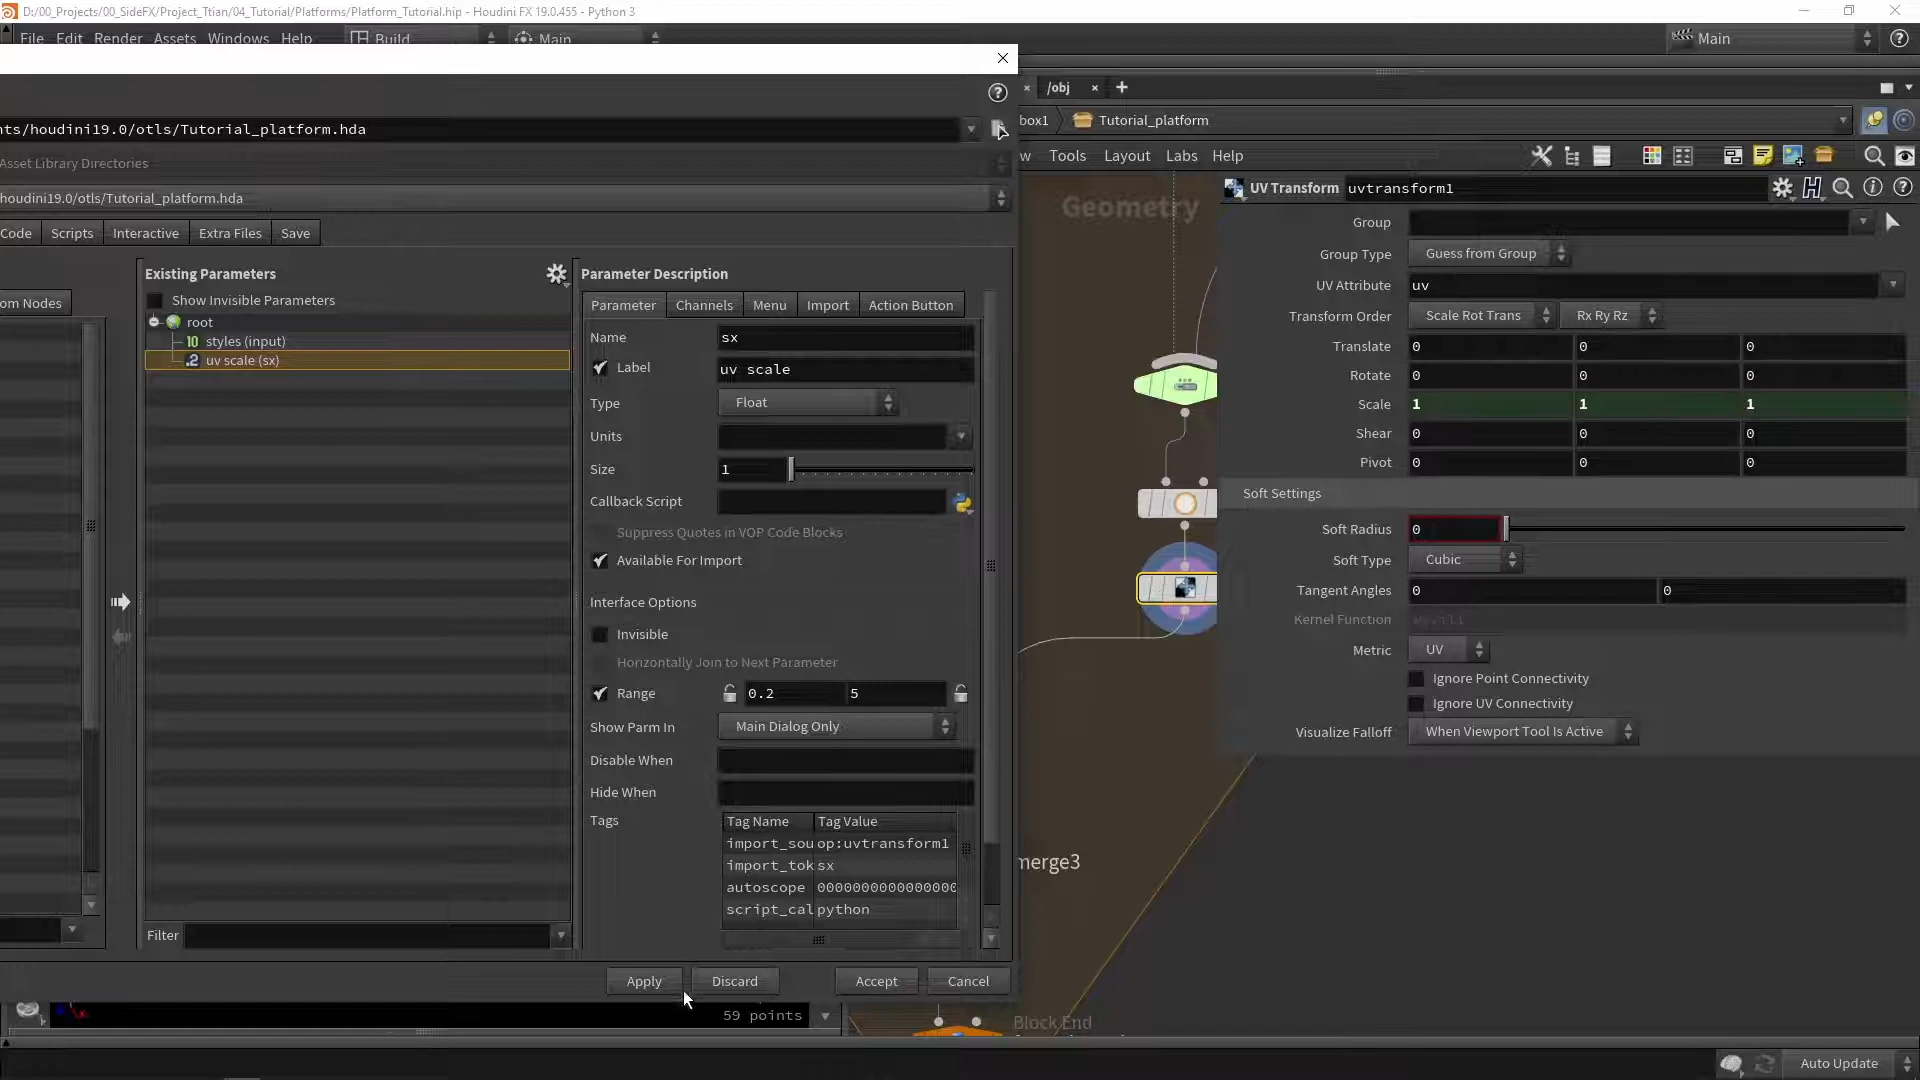 D:/00_Projects/00_SideFX/Project_Ttian/04_Tutorial/Platforms/Platform_Tutorial.hip - Houdini FX 19.0.455 - Python 3
File Edit Render Assets Windows Help Build Main Main
/obj
nts/houdini19.0/otls/Tutorial_platform.hda
box1 Tutorial_platform
Asset Library Directories
w Tools Layout Labs Help
houdini19.0/otls/Tutorial_platform.hda
UV Transform uvtransform1
Code Scripts Interactive Extra Files Save
Geometry
Group
Group Type Guess from Group
UV Attribute uv
Transform Order Scale Rot Trans Rx Ry Rz
Translate 0 0 0
Rotate 0 0 0
Scale 1 1 1
Shear 0 0 0
Pivot 0 0 0
Soft Settings
Soft Radius 0
Soft Type Cubic
Tangent Angles 0 0
Kernel Function
Metric UV
Ignore Point Connectivity
Ignore UV Connectivity
Visualize Falloff When Viewport Tool Is Active
om Nodes
Existing Parameters
Show Invisible Parameters
root
10 styles (input)
.2 uv scale (sx)
Filter
Parameter Description
Parameter Channels Menu Import Action Button
Name sx
Label uv scale
Type Float
Units
Size 1
Callback Script
Suppress Quotes in VOP Code Blocks
Available For Import
Interface Options
Invisible
Horizontally Join to Next Parameter
Range 0.2 5
Show Parm In Main Dialog Only
Disable When
Hide When
Tags Tag Name Tag Value
import_sou op:uvtransform1
import_tok sx
autoscope 0000000000000000
script_cal python
merge3
Apply Discard Accept Cancel
59 points
Block End
Auto Update